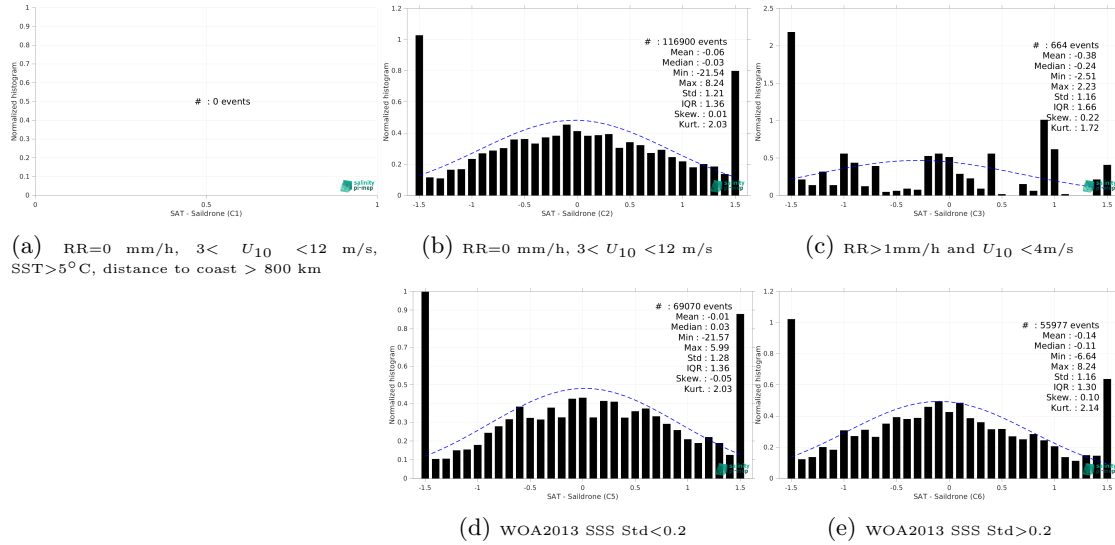 1
0.9
0.8
0.7
0.6
0.5
0.4
0.3
0.2
0.1
0
Normalized histogram
# : 0 events
0 0.5 1
SAT - Saildrone (C1)
salinity
pi-mep
(a) RR=0 mm/h, 3< U10 <12 m/s,
SST>5°C, distance to coast > 800 km
1.2
1
0.8
0.6
0.4
0.2
0
Normalized histogram
# : 116900 events
Mean : -0.06
Median : -0.03
Min : -21.54
Max : 8.24
Std : 1.21
IQR : 1.36
Skew. : 0.01
Kurt. : 2.03
-1.5 -1 -0.5 0 0.5 1 1.5
SAT - Saildrone (C2)
salinity
pi-mep
(b) RR=0 mm/h, 3< U10 <12 m/s
2.5
2
1.5
1
0.5
0
Normalized histogram
# : 664 events
Mean : -0.38
Median : -0.24
Min : -2.51
Max : 2.23
Std : 1.16
IQR : 1.66
Skew. : 0.22
Kurt. : 1.72
-1.5 -1 -0.5 0 0.5 1 1.5
SAT - Saildrone (C3)
salinity
pi-mep
(c) RR>1mm/h and U10 <4m/s
1
0.9
0.8
0.7
0.6
0.5
0.4
0.3
0.2
0.1
0
Normalized histogram
# : 69070 events
Mean : -0.01
Median : 0.03
Min : -21.57
Max : 5.99
Std : 1.28
IQR : 1.36
Skew. : -0.05
Kurt. : 2.03
-1.5 -1 -0.5 0 0.5 1 1.5
SAT - Saildrone (C5)
salinity
pi-mep
(d) WOA2013 SSS Std<0.2
1.2
1
0.8
0.6
0.4
0.2
0
Normalized histogram
# : 55977 events
Mean : -0.14
Median : -0.11
Min : -6.64
Max : 8.24
Std : 1.16
IQR : 1.30
Skew. : 0.10
Kurt. : 2.14
-1.5 -1 -0.5 0 0.5 1 1.5
SAT - Saildrone (C6)
salinity
pi-mep
(e) WOA2013 SSS Std>0.2